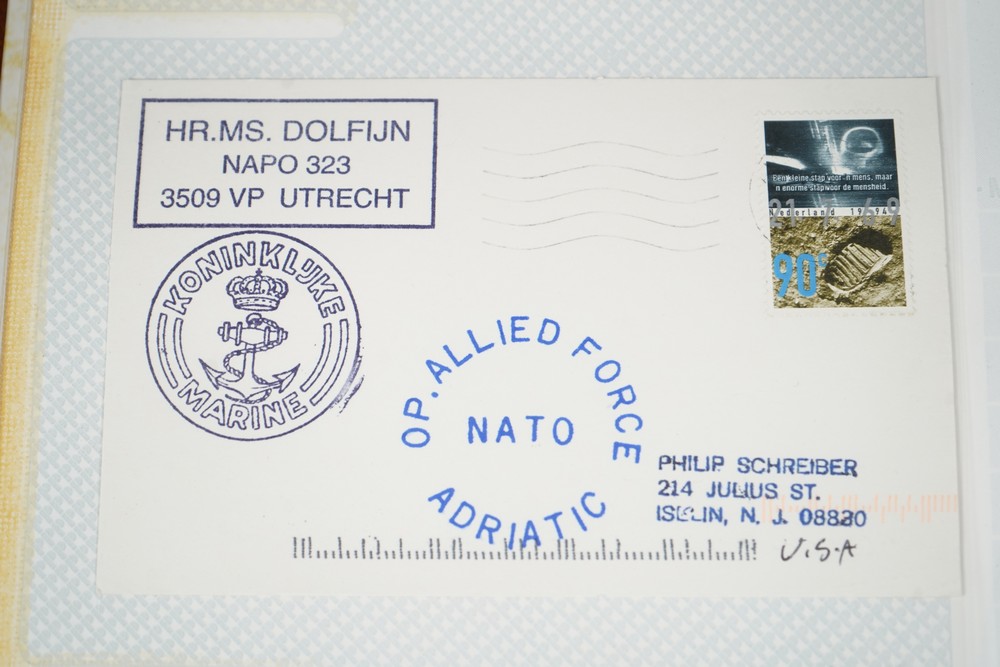 HR.MS. DOLFIJN
NAPO 323
3509 VP UTRECHT
KONINKLIJKE
MARINE
Een kleine stap voor 'n mens, maar
'n enorme stap voor de mensheid.
Nederland 1994
90c
OP. ALLIED FORCE
NATO
ADRIATIC
PHILIP SCHREIBER
214 JULIUS ST.
ISELIN, N. J. 08830
U.S.A